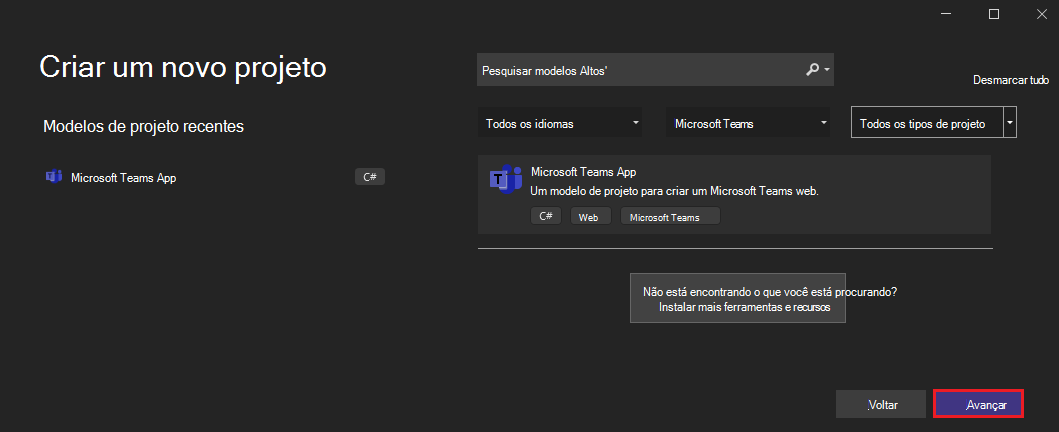 Criar um novo projeto
Modelos de projeto recentes
Microsoft Teams App
C#
Pesquisar modelos Altos'
Desmarcar tudo
Todos os idiomas
Microsoft Teams
Todos os tipos de projeto
T
Microsoft Teams App
Um modelo de projeto para criar um Microsoft Teams web.
C#
Web
Microsoft Teams
Não está encontrando o que você está procurando?
Instalar mais ferramentas e recursos
Voltar
Avançar